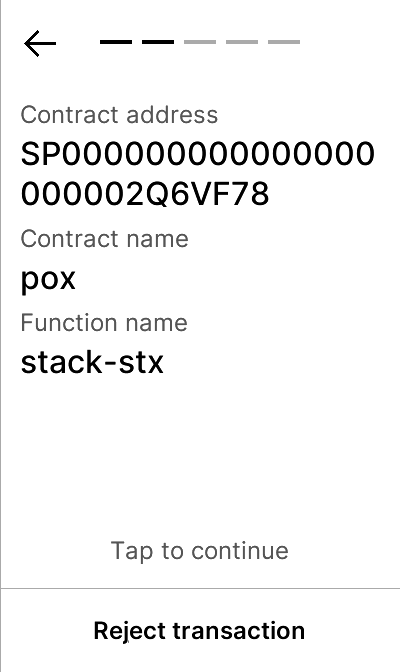 Contract address
SP000000000000000
000002Q6VF78
Contract name
pox
Function name
stack-stx
Tap to continue
Reject transaction